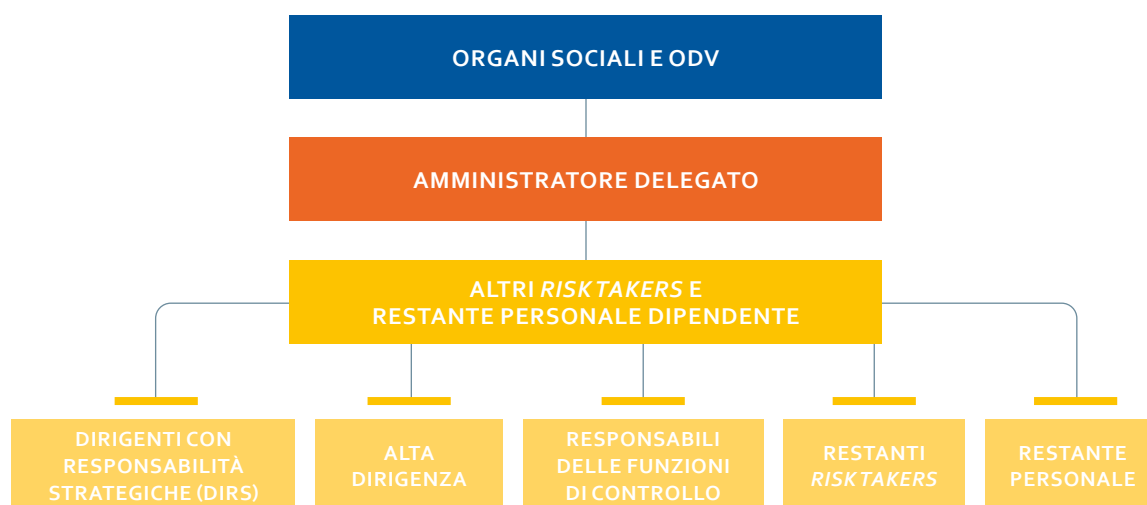 ORGANI SOCIALI E ODV
AMMINISTRATORE DELEGATO
ALTRI RISK TAKERS E
RESTANTE PERSONALE DIPENDENTE
DIRIGENTI CON
RESPONSABILITÀ
STRATEGICHE (DIRS)
ALTA
DIRIGENZA
RESPONSABILI
DELLE FUNZIONI
DI CONTROLLO
RESTANTI
RISK TAKERS
RESTANTE
PERSONALE